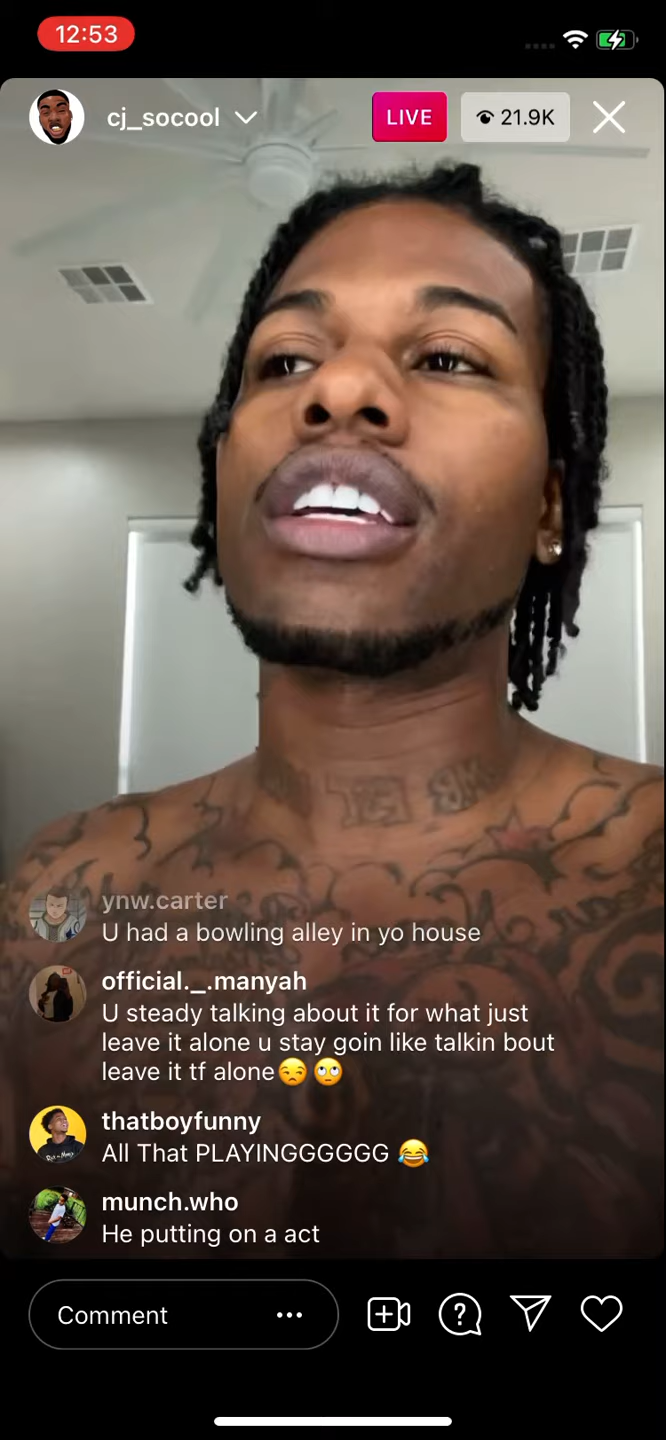 12:53
cj_socool
LIVE
21.9K
ynw.carter
U had a bowling alley in yo house
official._.manyah
U steady talking about it for what just
leave it alone u stay goin like talkin bout
leave it tf alone😒🙄
thatboyfunny
All That PLAYINGGGGGG 😂
munch.who
He putting on a act
Comment